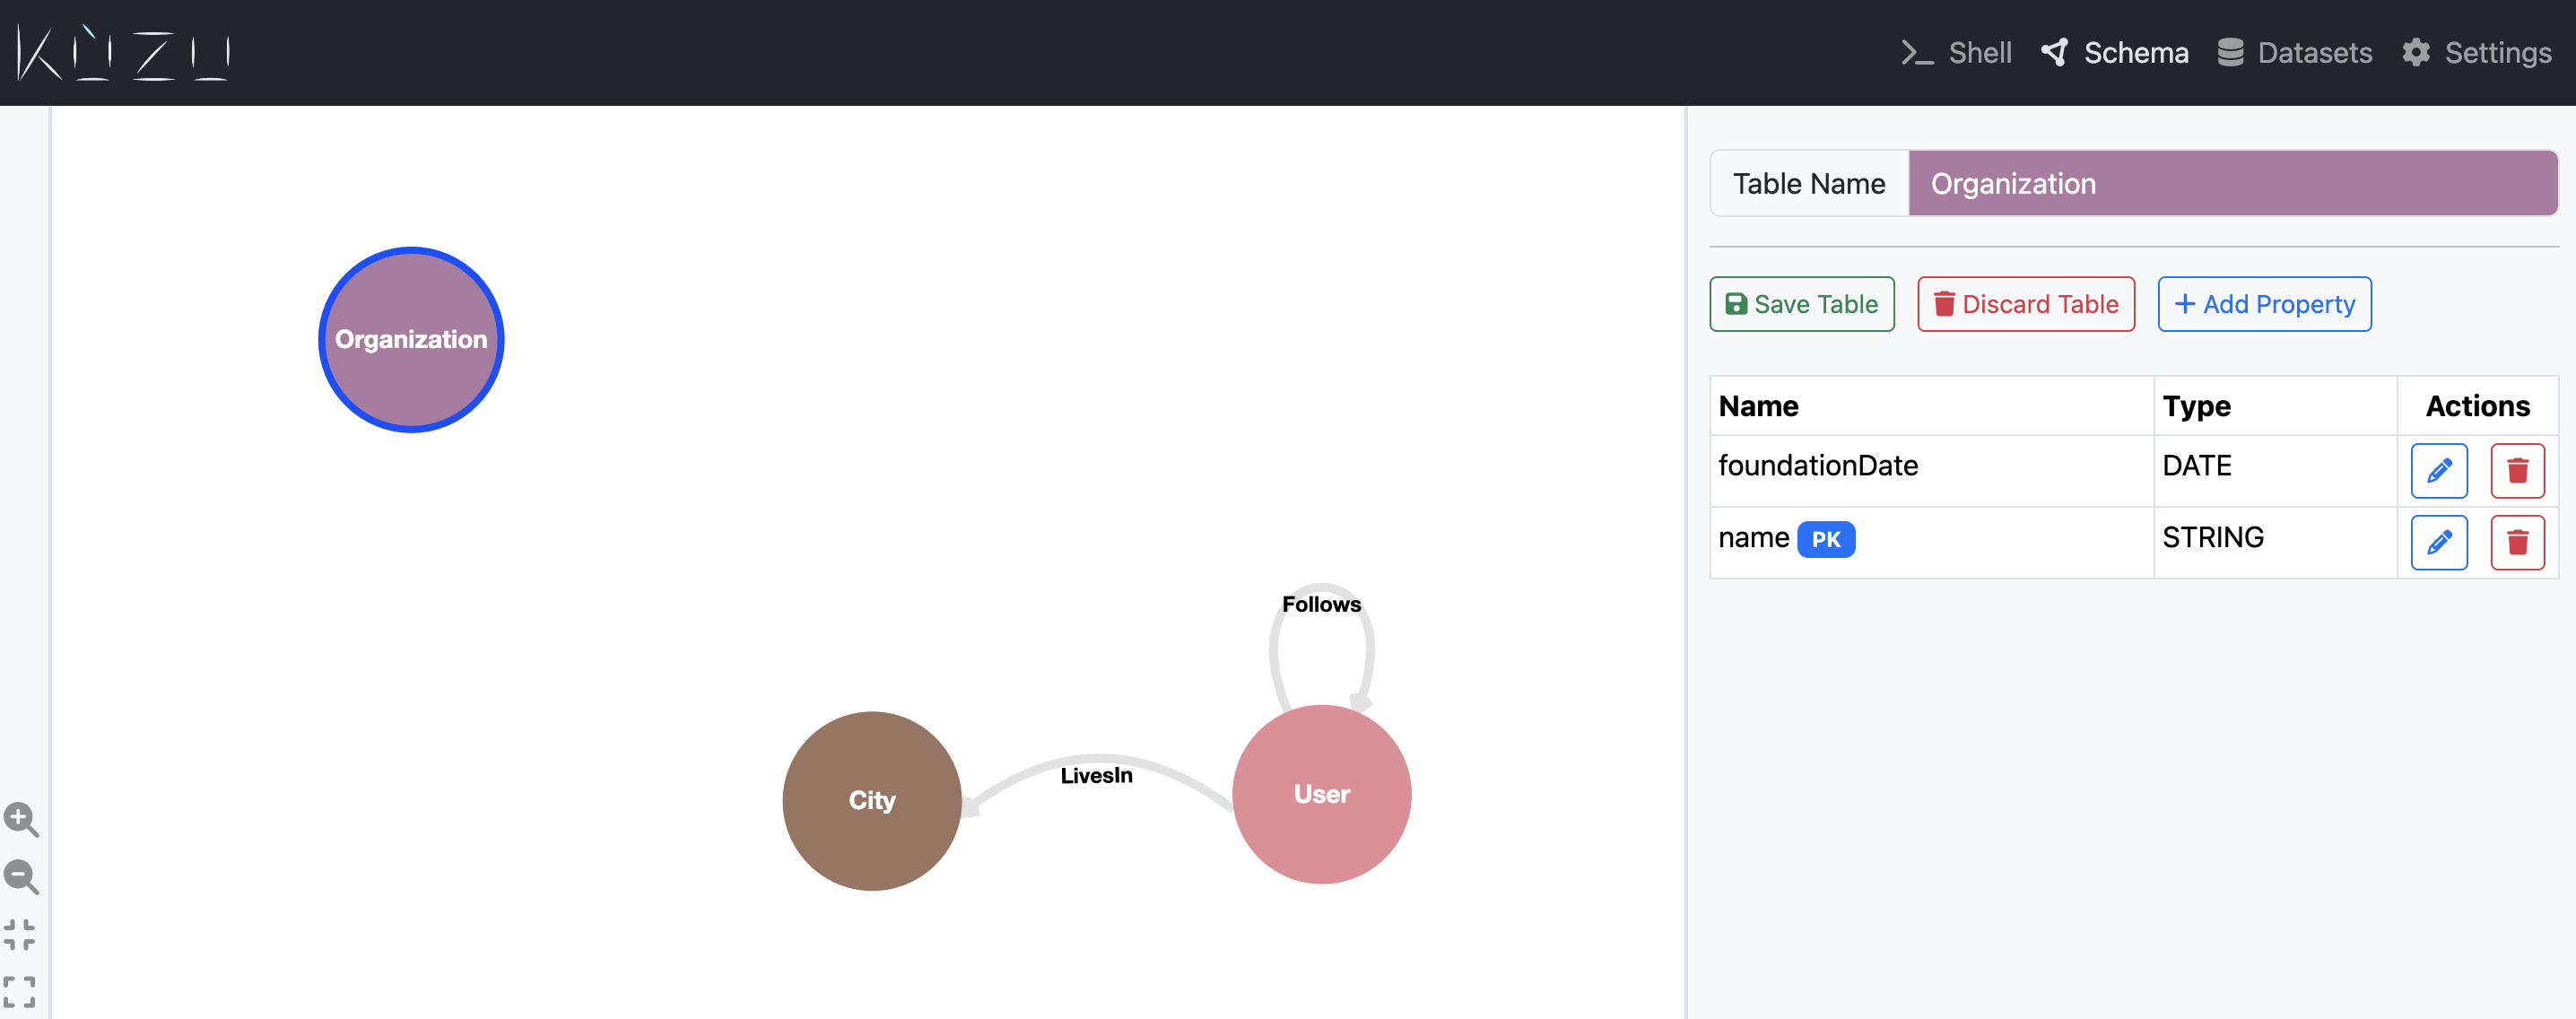 KÙZU
Shell Schema Datasets Settings
Organization
Follows
LivesIn
City
User
Table Name Organization
Save Table Discard Table + Add Property
Name Type Actions
foundationDate DATE
name PK STRING